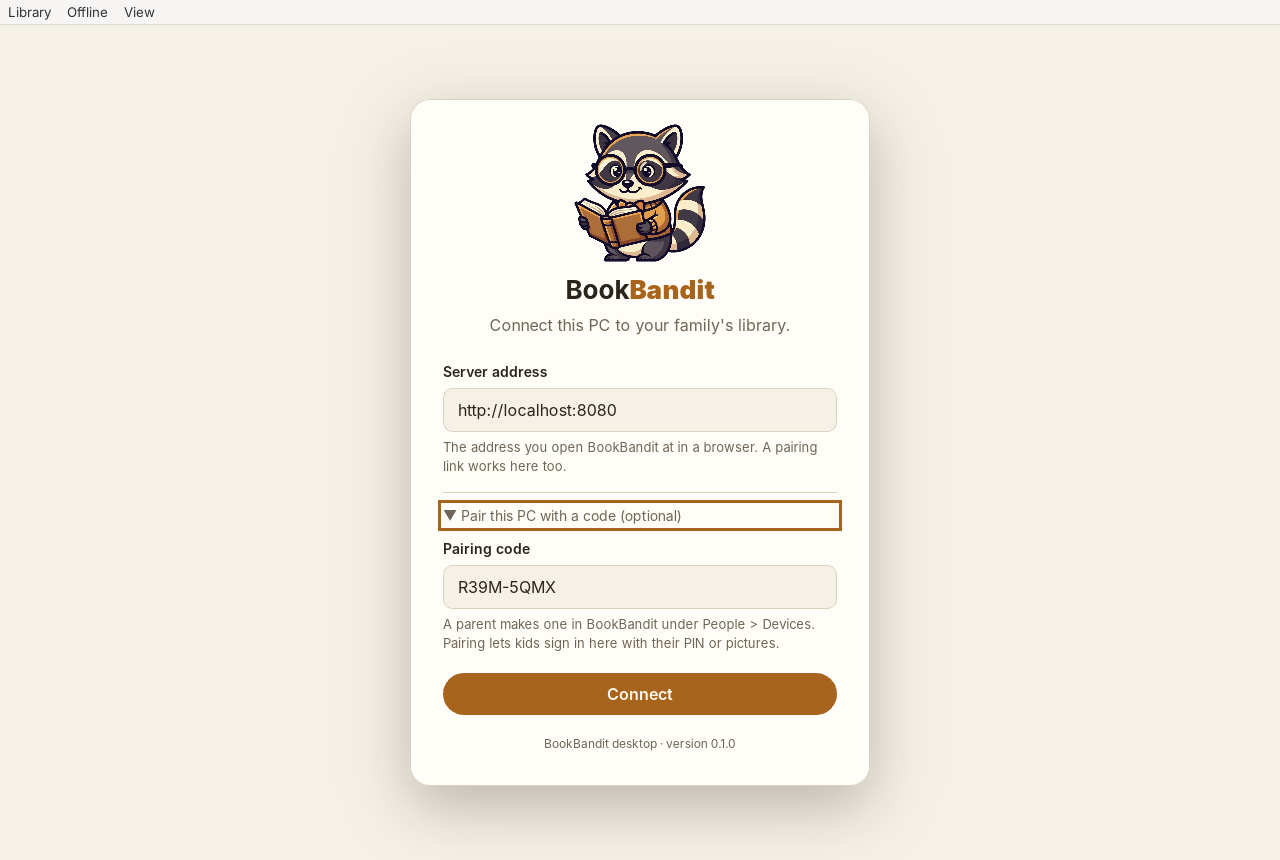 Library Offline View
BookBandit
Connect this PC to your family's library.
Server address
http://localhost:8080
The address you open BookBandit at in a browser. A pairing
link works here too.
▼ Pair this PC with a code (optional)
Pairing code
R39M-5QMX
A parent makes one in BookBandit under People > Devices.
Pairing lets kids sign in here with their PIN or pictures.
Connect
BookBandit desktop · version 0.1.0